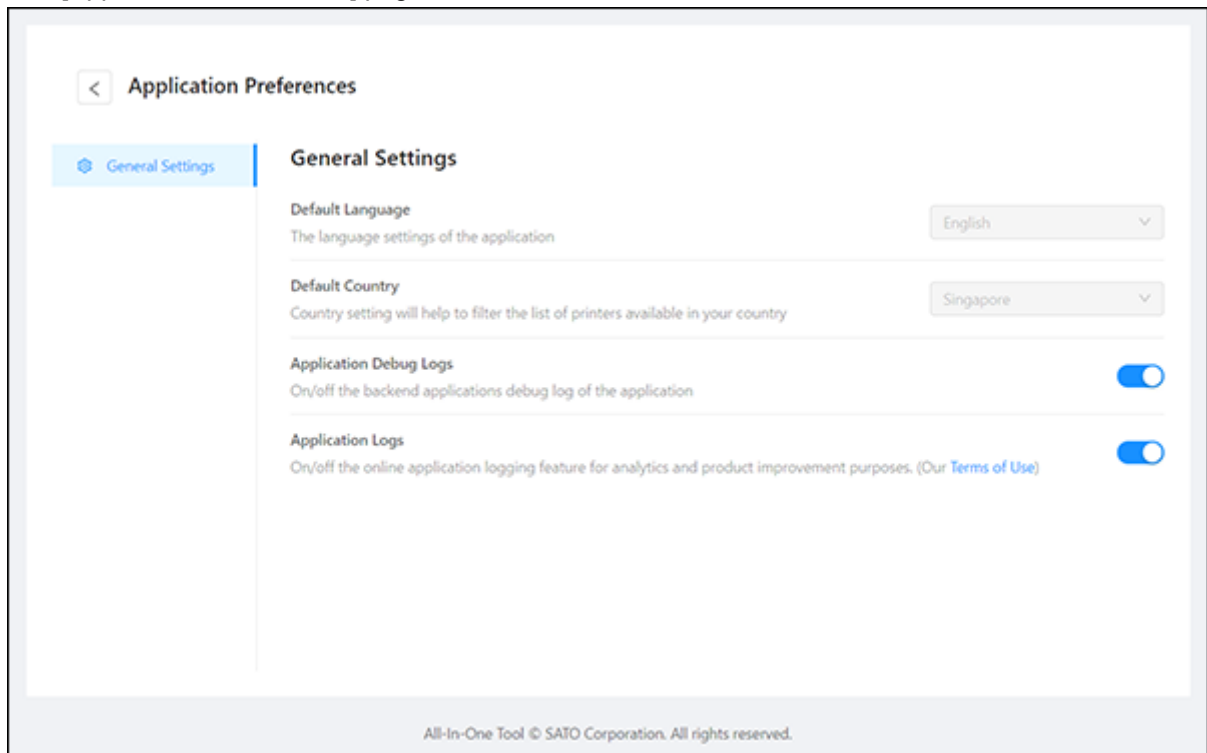 Application Preferences
General Settings
General Settings
Default Language
The language settings of the application
English
Default Country
Country setting will help to filter the list of printers available in your country
Singapore
Application Debug Logs
On/off the backend applications debug log of the application
Application Logs
On/off the online application logging feature for analytics and product improvement purposes. (Our Terms of Use)
All-In-One Tool © SATO Corporation. All rights reserved.